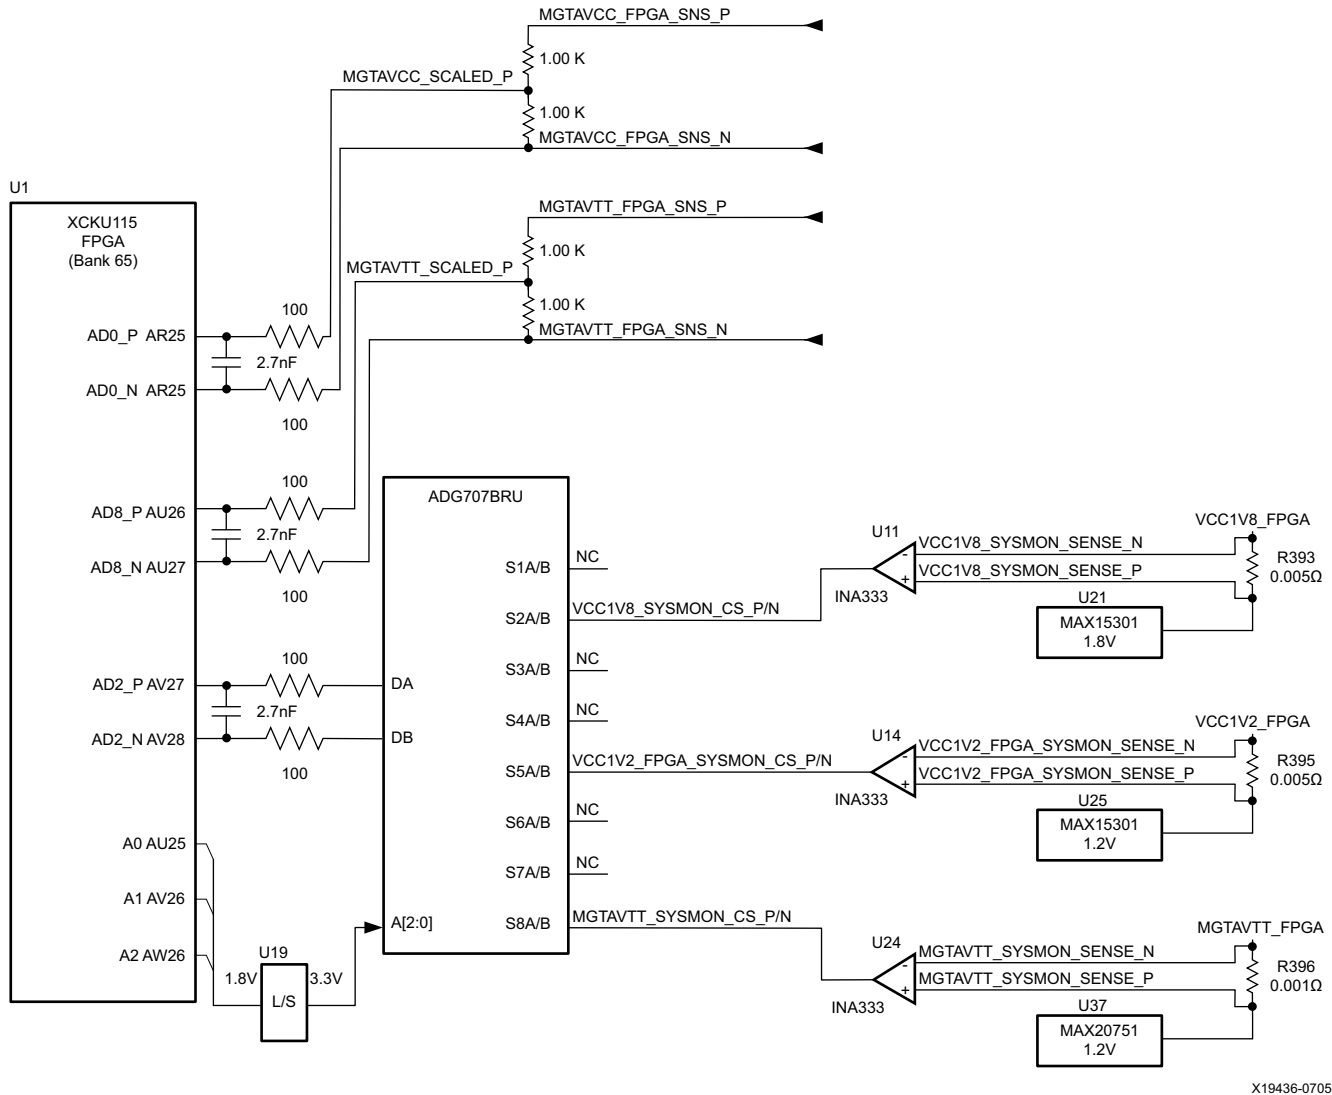 MGTAVCC_FPGA_SNS_P
1.00 K
MGTAVCC_SCALED_P
1.00 K
MGTAVCC_FPGA_SNS_N
U1
XCKU115
FPGA
(Bank 65)
MGTAVTT_FPGA_SNS_P
1.00 K
MGTAVTT_SCALED_P
1.00 K
MGTAVTT_FPGA_SNS_N
100
AD0_P AR25
2.7nF
AD0_N AR25
100
100
AD8_P AU26
2.7nF
AD8_N AU27
100
100
AD2_P AV27
2.7nF
AD2_N AV28
100
A0 AU25
A1 AV26
A2 AW26
U19
1.8V
3.3V
L/S
ADG707BRU
DA
DB
A[2:0]
S1A/B
NC
S2A/B
VCC1V8_SYSMON_CS_P/N
S3A/B
NC
S4A/B
NC
S5A/B
VCC1V2_FPGA_SYSMON_CS_P/N
S6A/B
NC
S7A/B
NC
S8A/B
MGTAVTT_SYSMON_CS_P/N
VCC1V8_FPGA
U11
VCC1V8_SYSMON_SENSE_N
-
VCC1V8_SYSMON_SENSE_P
+
INA333
R393
0.005Ω
U21
MAX15301
1.8V
VCC1V2_FPGA
U14
VCC1V2_FPGA_SYSMON_SENSE_N
-
VCC1V2_FPGA_SYSMON_SENSE_P
+
INA333
R395
0.005Ω
U25
MAX15301
1.2V
MGTAVTT_FPGA
U24
MGTAVTT_SYSMON_SENSE_N
-
MGTAVTT_SYSMON_SENSE_P
+
INA333
R396
0.001Ω
U37
MAX20751
1.2V
X19436-0705